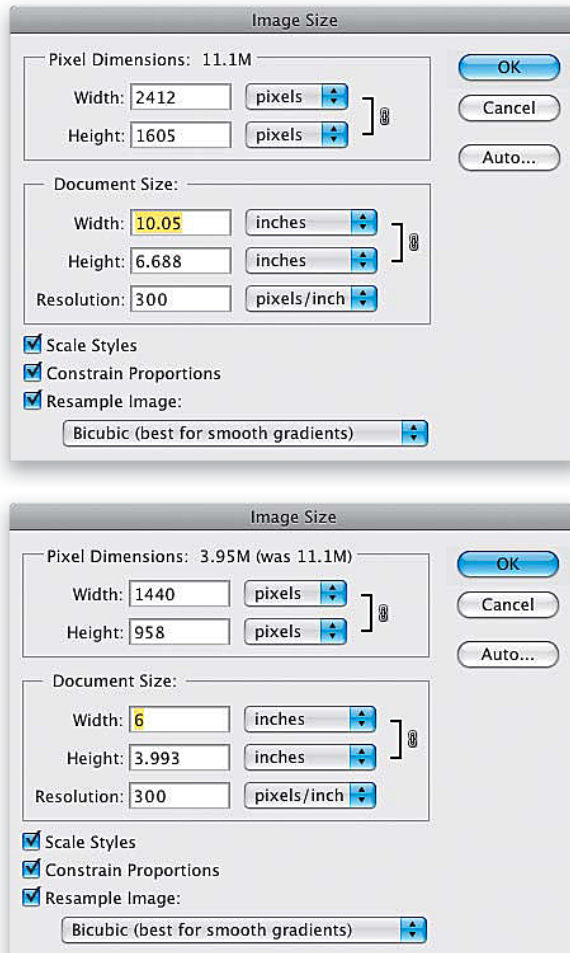 Image Size
Pixel Dimensions: 11.1M
OK
Width: 2412 pixels
Cancel
Height: 1605 pixels
Auto...
Document Size:
Width: 10.05 inches
Height: 6.688 inches
Resolution: 300 pixels/inch
Scale Styles
Constrain Proportions
Resample Image:
Bicubic (best for smooth gradients)
Image Size
Pixel Dimensions: 3.95M (was 11.1M)
OK
Width: 1440 pixels
Cancel
Height: 958 pixels
Auto...
Document Size:
Width: 6 inches
Height: 3.993 inches
Resolution: 300 pixels/inch
Scale Styles
Constrain Proportions
Resample Image:
Bicubic (best for smooth gradients)